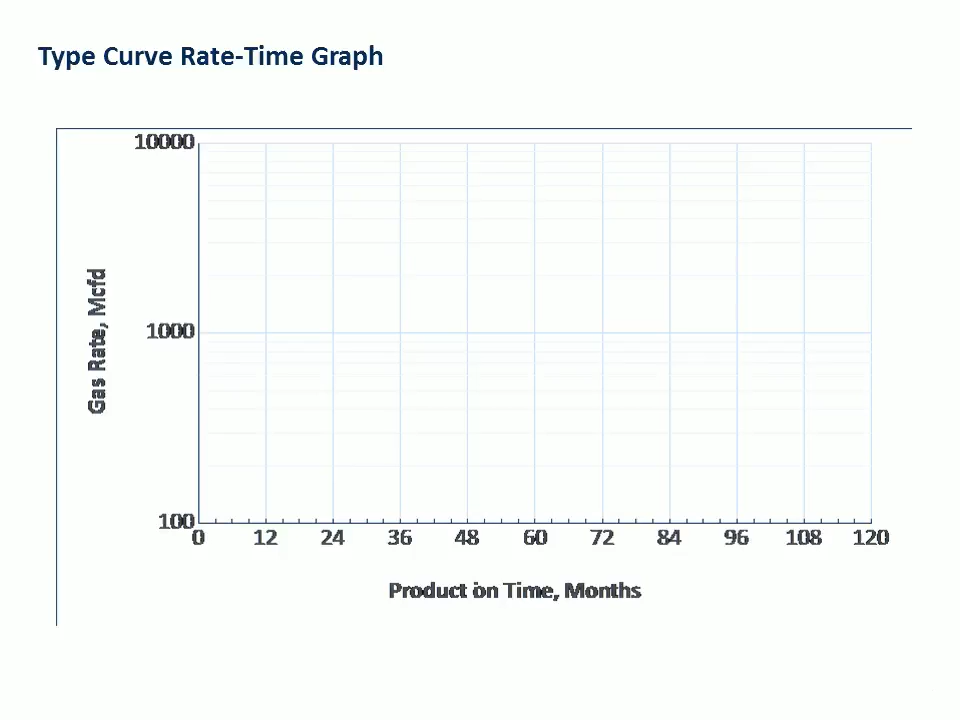 Type Curve Rate-Time Graph
10000
Gas Rate, Mcfd
1000
100
0 12 24 36 48 60 72 84 96 108 120
Product on Time, Months